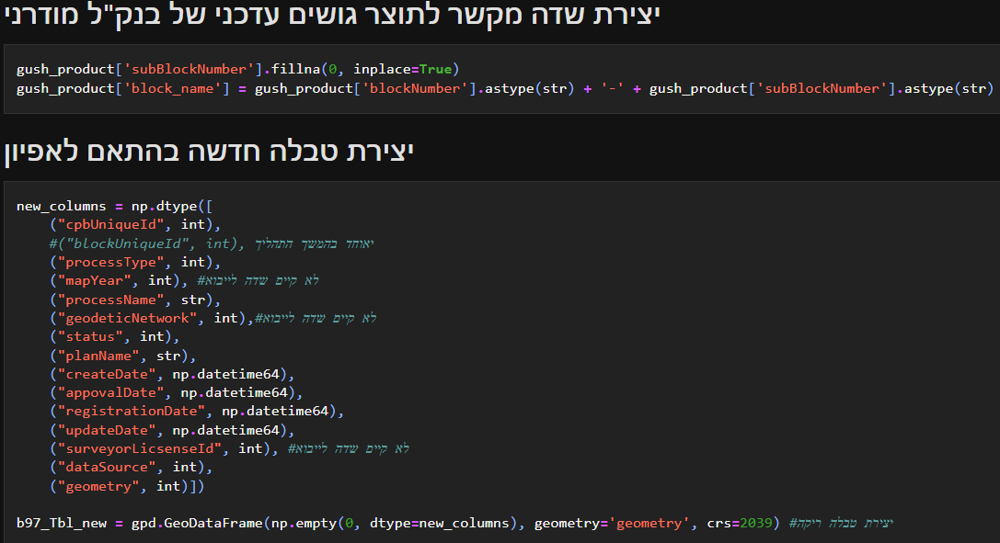 יצירת שדה מקשר לתוצר גושים עדכני של בנק"ל מודרני
gush_product['subBlockNumber'].fillna(0, inplace=True)
gush_product['block_name'] = gush_product['blockNumber'].astype(str) + '-' + gush_product['subBlockNumber'].astype(str)
יצירת טבלה חדשה בהתאם לאפיון
new_columns = np.dtype([
("cpbUniqueId", int),
#("blockUniqueId", int), יאוחד בהמשך התהליך
("processType", int),
("mapYear", int), #לא קיים שדה לייבוא
("processName", str),
("geodeticNetwork", int),#לא קיים שדה לייבוא
("status", int),
("planName", str),
("createDate", np.datetime64),
("appovalDate", np.datetime64),
("registrationDate", np.datetime64),
("updateDate", np.datetime64),
("surveyorLicsenseId", int), #לא קיים שדה לייבוא
("dataSource", int),
("geometry", int)])
b97_Tbl_new = gpd.GeoDataFrame(np.empty(0, dtype=new_columns), geometry='geometry', crs=2039) #יצירת טבלה ריקה